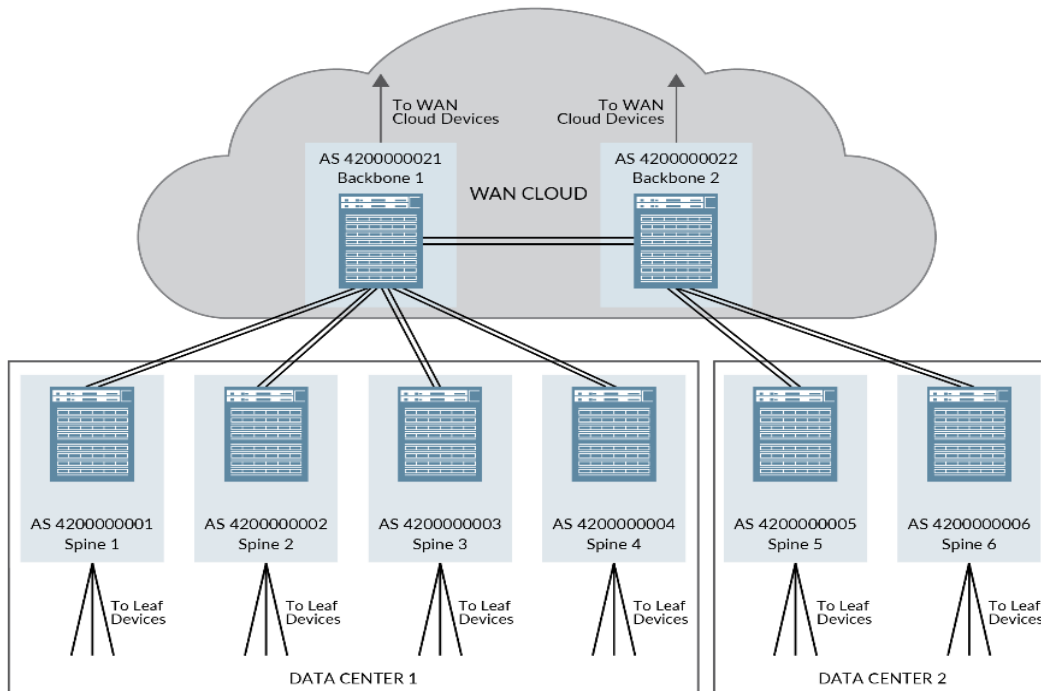 To WAN
Cloud Devices
To WAN
Cloud Devices
AS 4200000021
Backbone 1
AS 4200000022
Backbone 2
WAN CLOUD
AS 4200000001
Spine 1
AS 4200000002
Spine 2
AS 4200000003
Spine 3
AS 4200000004
Spine 4
AS 4200000005
Spine 5
AS 4200000006
Spine 6
To Leaf
Devices
To Leaf
Devices
To Leaf
Devices
To Leaf
Devices
To Leaf
Devices
To Leaf
Devices
DATA CENTER 1
DATA CENTER 2